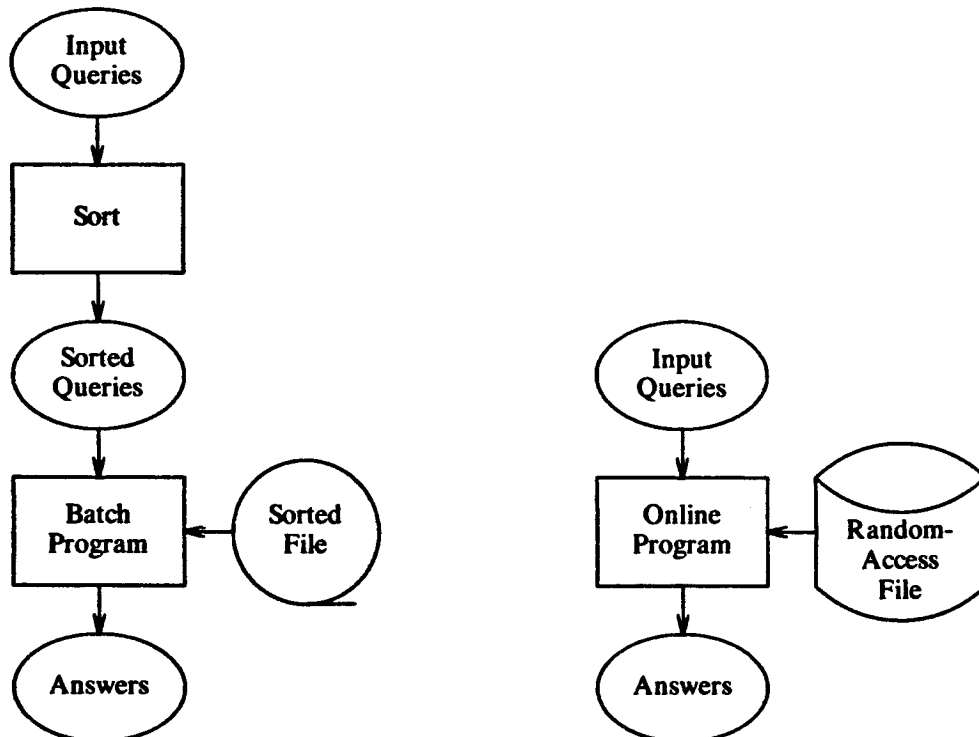 Input
Queries
Sort
Sorted
Queries
Batch
Program
Sorted
File
Answers
Input
Queries
Online
Program
Random-
Access
File
Answers